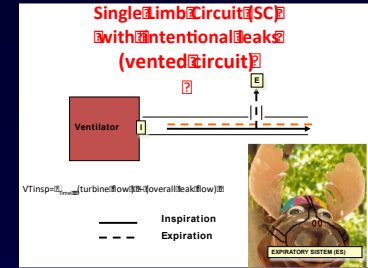 Single Limb Circuit (SC)
with intentional leaks
(vented circuit)
E
Ventilator
I
VTinsp= (turbine flow) - (overall leak flow)
Inspiration
Expiration
EXPIRATORY SISTEM (ES)